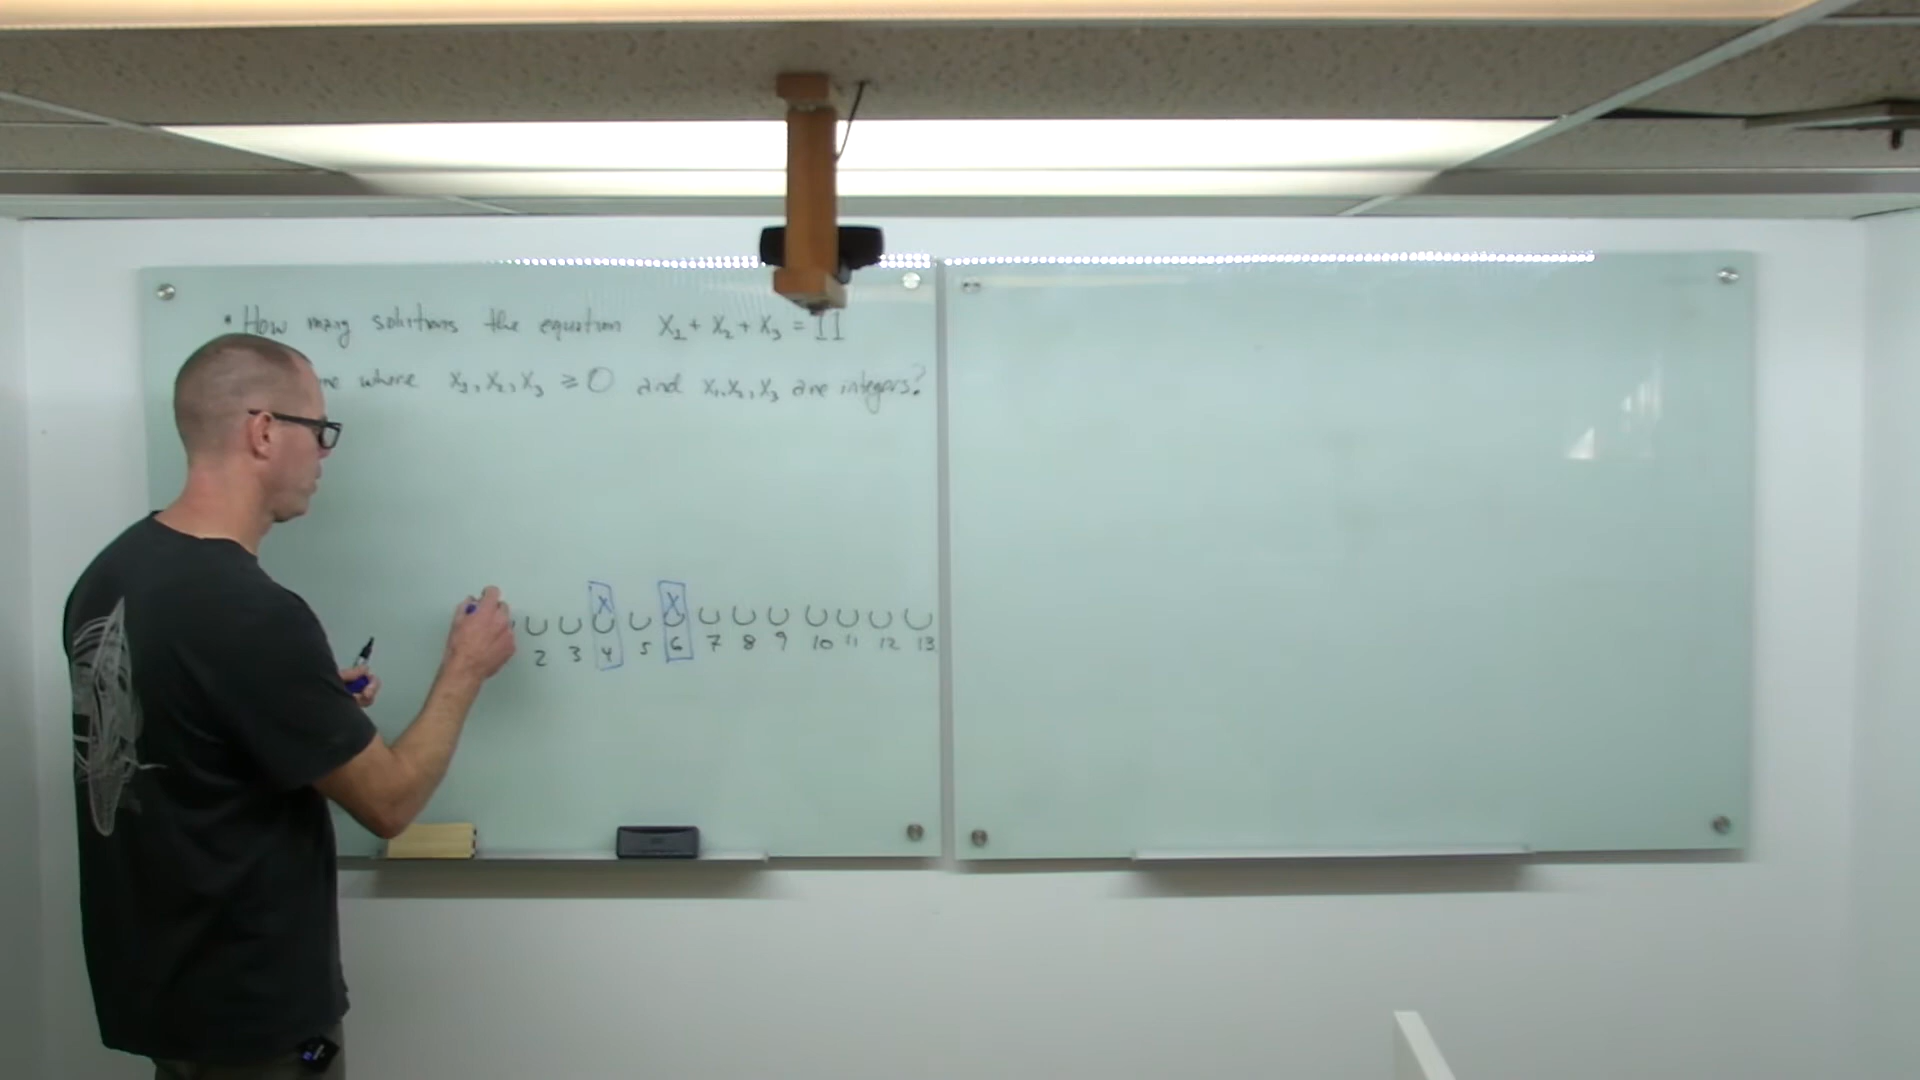 • How many solutions the equation X₁ + X₂ + X₃ = 11
where X₁, X₂, X₃ ≥ 0 and X₁, X₂, X₃ are integers?
X X
2 3 4 5 6 7 8 9 10 11 12 13